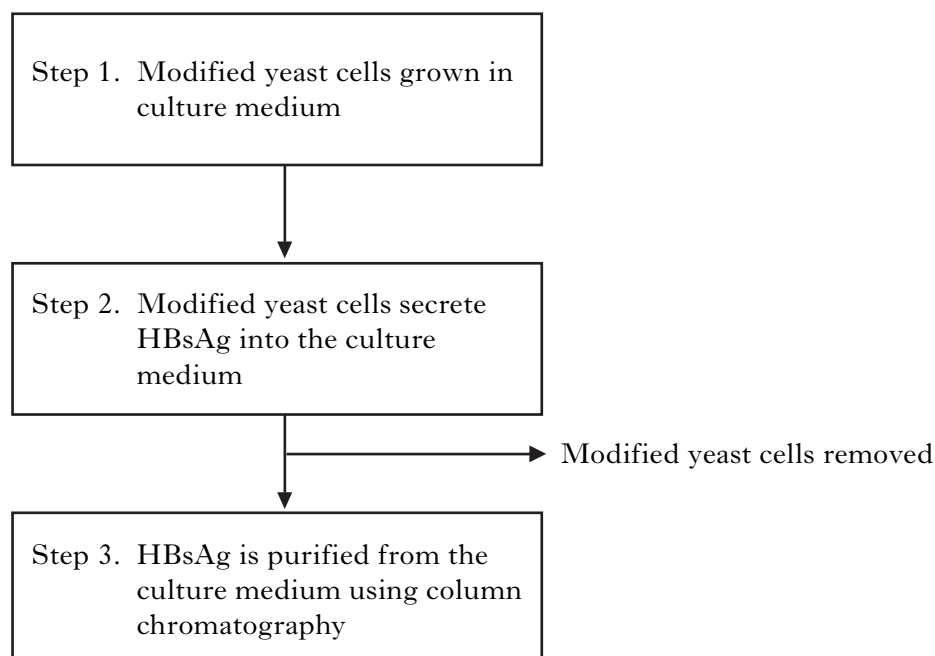 Step 1. Modified yeast cells grown in
culture medium
Step 2. Modified yeast cells secrete
HBsAg into the culture
medium
Modified yeast cells removed
Step 3. HBsAg is purified from the
culture medium using column
chromatography